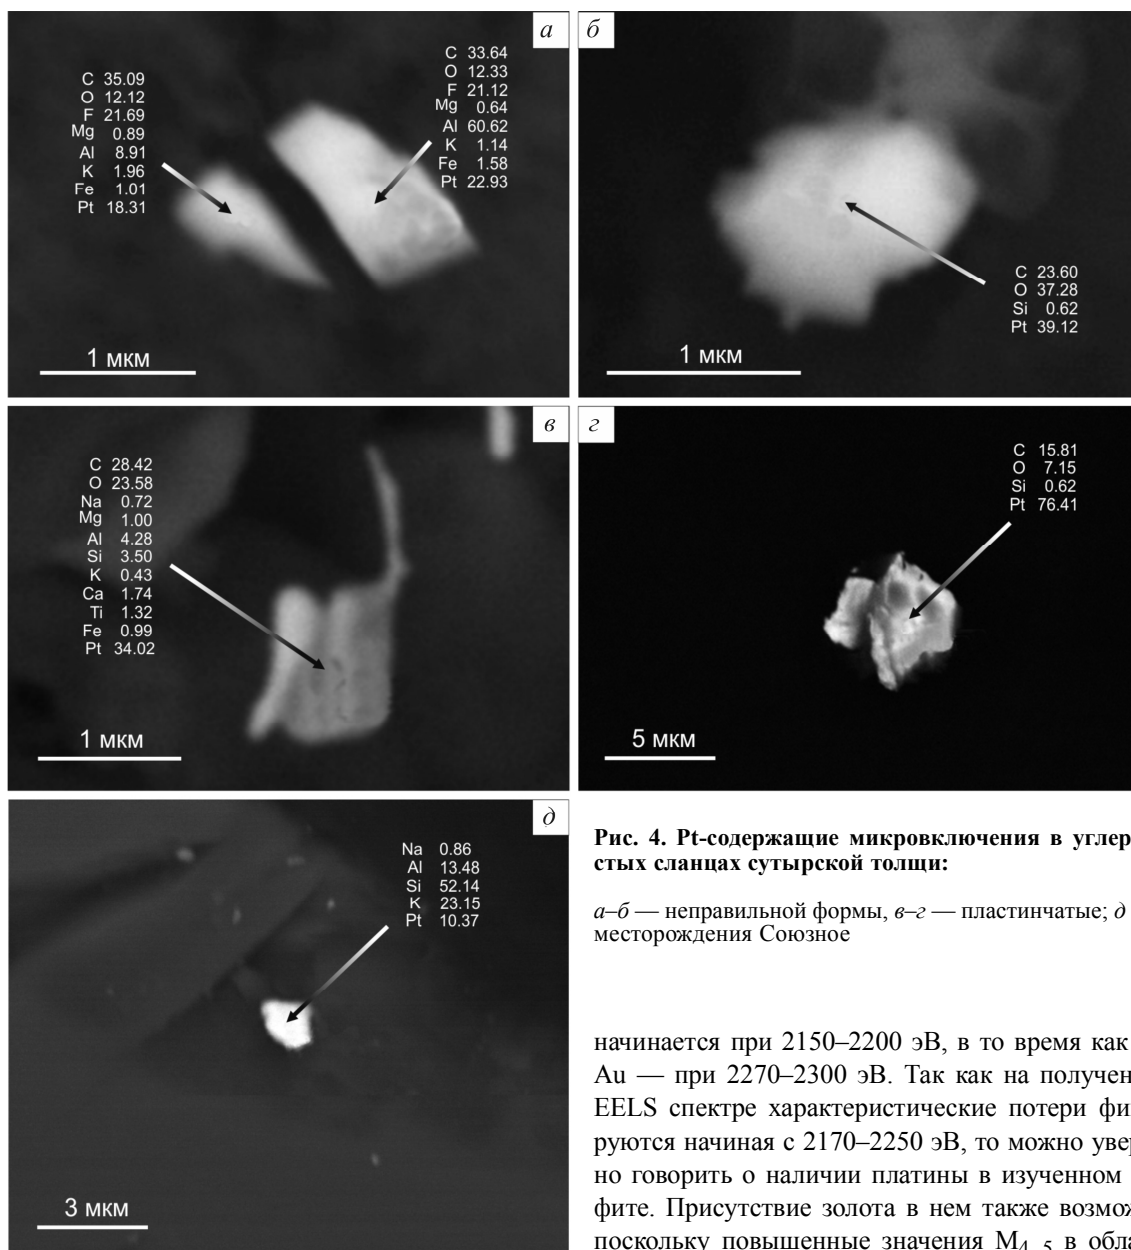 а
C 35.09
O 12.12
F 21.69
Mg 0.89
Al 8.91
K 1.96
Fe 1.01
Pt 18.31
C 33.64
O 12.33
F 21.12
Mg 0.64
Al 60.62
K 1.14
Fe 1.58
Pt 22.93
1 мкм
б
C 23.60
O 37.28
Si 0.62
Pt 39.12
1 мкм
в
C 28.42
O 23.58
Na 0.72
Mg 1.00
Al 4.28
Si 3.50
K 0.43
Ca 1.74
Ti 1.32
Fe 0.99
Pt 34.02
1 мкм
г
C 15.81
O 7.15
Si 0.62
Pt 76.41
5 мкм
д
Na 0.86
Al 13.48
Si 52.14
K 23.15
Pt 10.37
3 мкм
Рис. 4. Pt-содержащие микровключения в углер
стых сланцах сутырской толщи:
а–б — неправильной формы, в–г — пластинчатые; д
месторождения Союзное
начинается при 2150–2200 эВ, в то время как
Au — при 2270–2300 эВ. Так как на получен
EELS спектре характеристические потери фи
руются начиная с 2170–2250 эВ, то можно увер
но говорить о наличии платины в изученном
фите. Присутствие золота в нем также возмож
поскольку повышенные значения M4 5 в обла